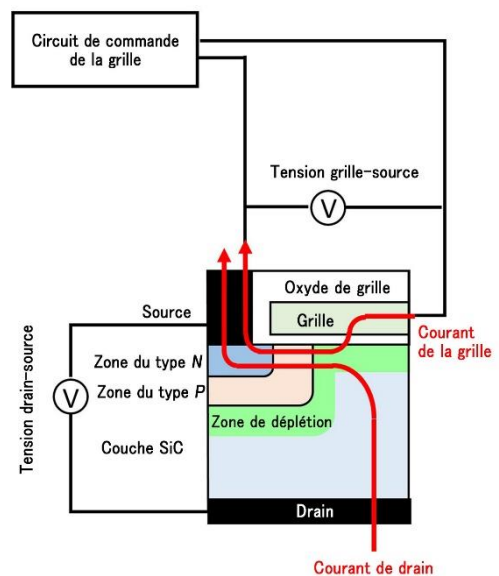 Circuit de commande
de la grille
Tension grille-source
V
Oxyde de grille
Grille
Source
Courant
de la grille
Zone du type N
Zone du type P
Tension drain-source
V
Zone de déplétion
Couche SiC
Drain
Courant de drain